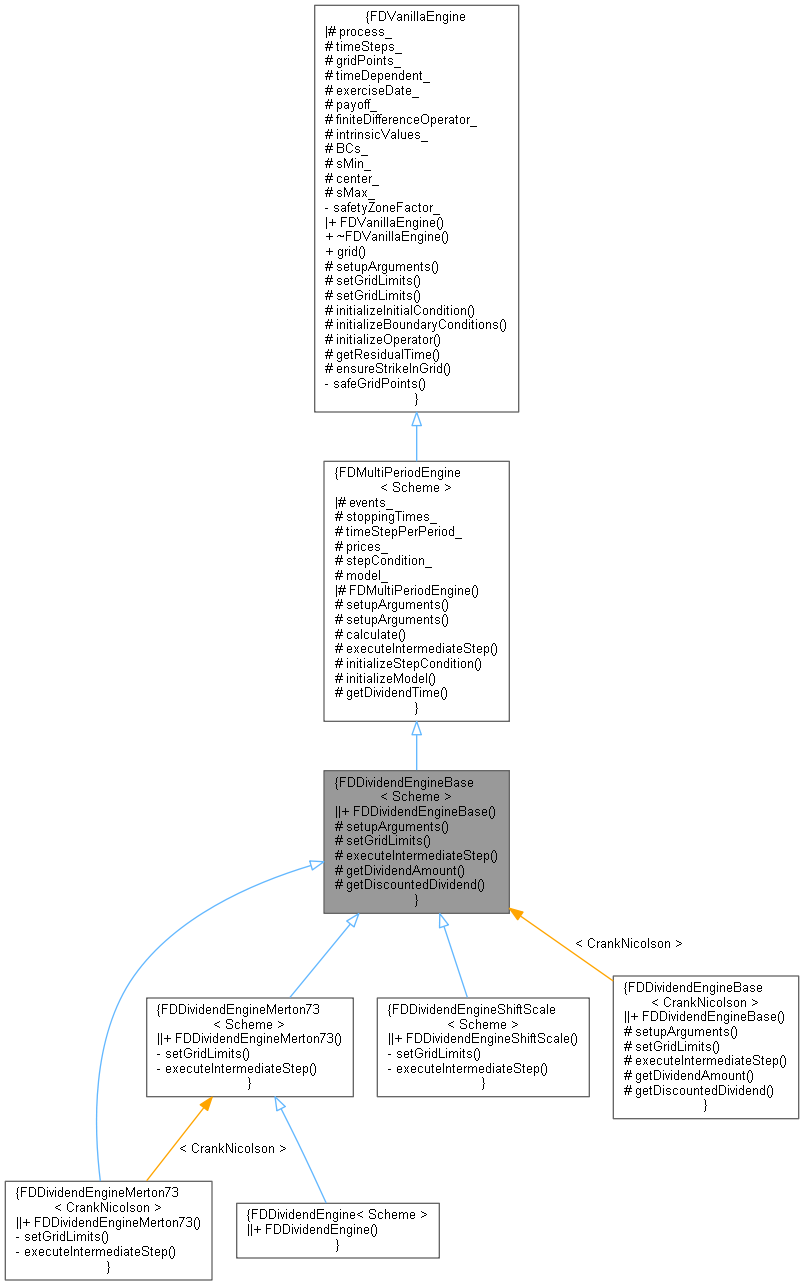 {FDVanillaEngine
|# process_
# timeSteps_
# gridPoints_
# timeDependent_
# exerciseDate_
# payoff_
# finiteDifferenceOperator_
# intrinsicValues_
# BCs_
# sMin_
# center_
# sMax_
- safetyZoneFactor_
|+ FDVanillaEngine()
+ ~FDVanillaEngine()
+ grid()
# setupArguments()
# setGridLimits()
# setGridLimits()
# initializeInitialCondition()
# initializeBoundaryConditions()
# initializeOperator()
# getResidualTime()
# ensureStrikeInGrid()
- safeGridPoints()
}
{FDMultiPeriodEngine
< Scheme >
|# events_
# stoppingTimes_
# timeStepPerPeriod_
# prices_
# stepCondition_
# model_
|# FDMultiPeriodEngine()
# setupArguments()
# setupArguments()
# calculate()
# executeIntermediateStep()
# initializeStepCondition()
# initializeModel()
# getDividendTime()
}
{FDDividendEngineBase
< Scheme >
||+ FDDividendEngineBase()
# setupArguments()
# setGridLimits()
# executeIntermediateStep()
# getDividendAmount()
# getDiscountedDividend()
}
< CrankNicolson >
{FDDividendEngineMerton73
< Scheme >
||+ FDDividendEngineMerton73()
- setGridLimits()
- executeIntermediateStep()
}
{FDDividendEngineShiftScale
< Scheme >
||+ FDDividendEngineShiftScale()
- setGridLimits()
- executeIntermediateStep()
}
{FDDividendEngineBase
< CrankNicolson >
||+ FDDividendEngineBase()
# setupArguments()
# setGridLimits()
# executeIntermediateStep()
# getDividendAmount()
# getDiscountedDividend()
}
< CrankNicolson >
{FDDividendEngineMerton73
< CrankNicolson >
||+ FDDividendEngineMerton73()
- setGridLimits()
- executeIntermediateStep()
}
{FDDividendEngine< Scheme >
||+ FDDividendEngine()
}